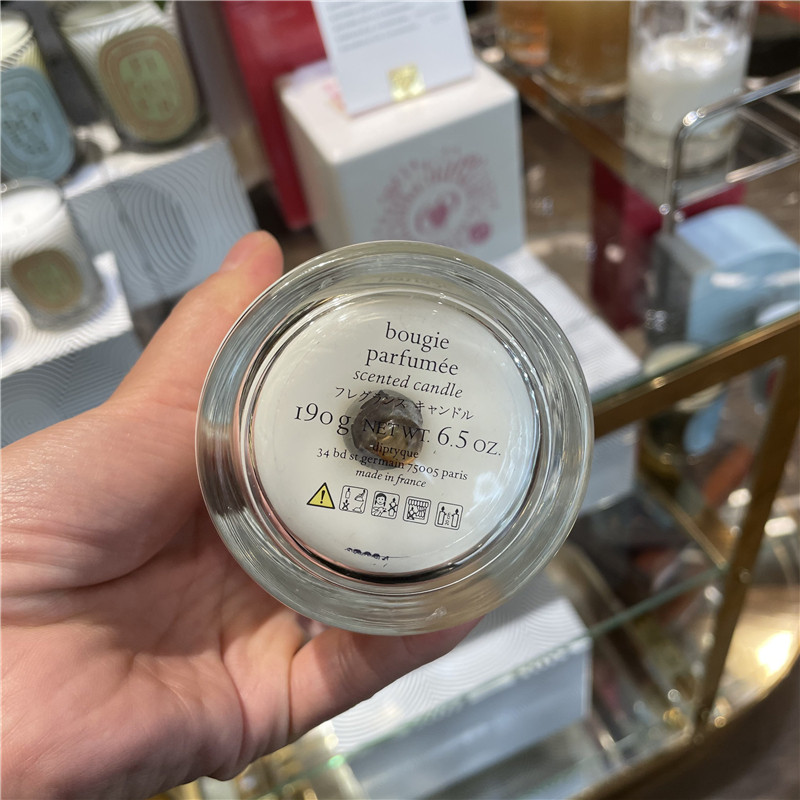 bougie
parfumée
scented candle
フレグランス キャンドル
190 g NET WT. 6.5 OZ.
diptyque
34 bd st germain 75005 paris
made in france